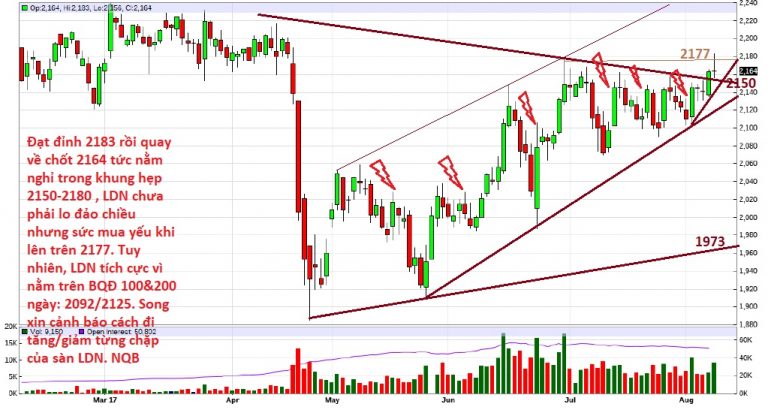 Op:2,164, Hi:2,183, Lo:2,156, C:2,164
2,240
2,220
2,200
2177
2,180
2,164
2150
2,140
2,120
2,100
2,080
2,060
2,040
2,020
2,000
1973
1,980
1,960
1,940
1,920
1,900
1,880
Đạt đỉnh 2183 rồi quay
về chốt 2164 tức nằm
nghỉ trong khung hẹp
2150-2180 , LDN chưa
phải lo đảo chiều
nhưng sức mua yếu khi
lên trên 2177. Tuy
nhiên, LDN tích cực vì
nằm trên BQĐ 100&200
ngày: 2092/2125. Song
xin cảnh báo cách đi
tăng/giảm từng chặp
của sàn LDN. NQB
Vol: 9,150 Open Interest: 50,802
20K
15K
10K
5K
0K
60K
40K
20K
0K
Mar 17
Apr
May
Jun
Jul
Aug